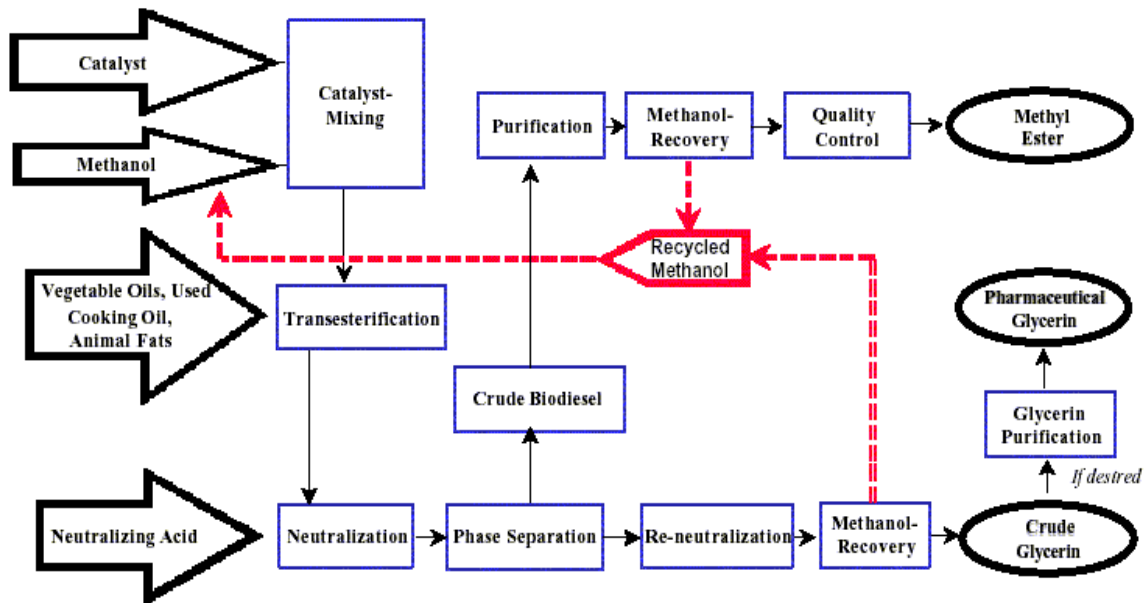 Catalyst
Catalyst-
Mixing
Methanol
Purification
Methanol-
Recovery
Quality
Control
Methyl
Ester
Recycled
Methanol
Vegetable Oils, Used
Cooking Oil,
Animal Fats
Transesterification
Pharmaceutical
Glycerin
Crude Biodiesel
Glycerin
Purification
If desired
Neutralizing Acid
Neutralization
Phase Separation
Re-neutralization
Methanol-
Recovery
Crude
Glycerin